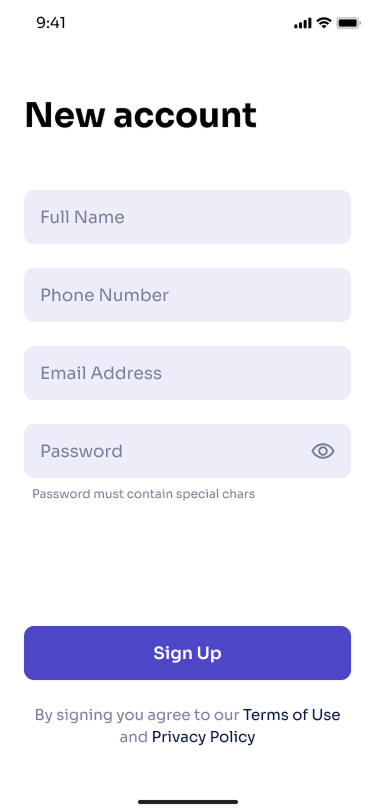 9:41
New account
Full Name
Phone Number
Email Address
Password
Password must contain special chars
Sign Up
By signing you agree to our Terms of Use
and Privacy Policy